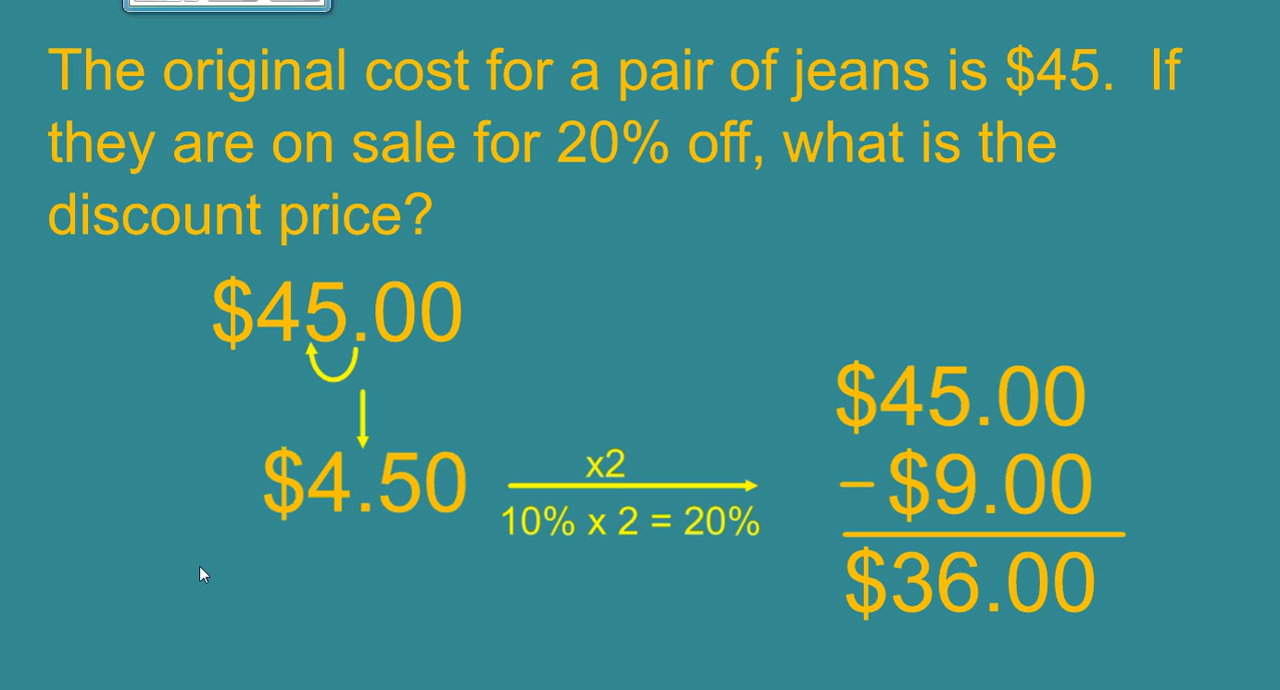 The original cost for a pair of jeans is $45. If
they are on sale for 20% off, what is the
discount price?
$45.00
$4.50
x2
10% x 2 = 20%
$45.00
-$9.00
$36.00